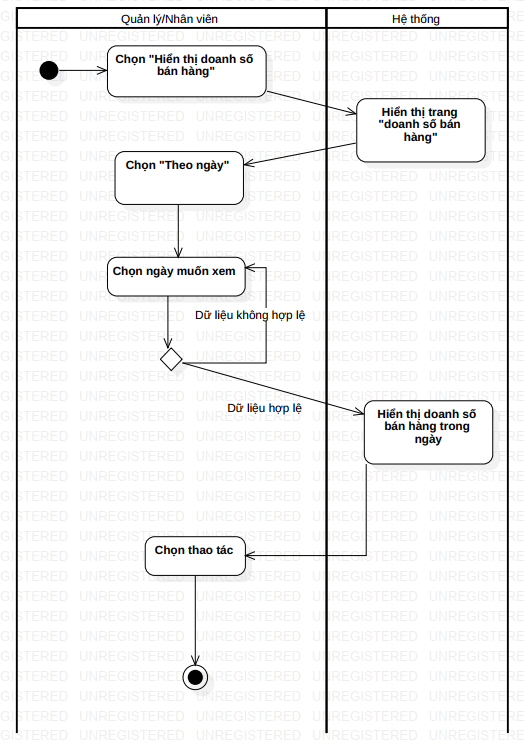 Quản lý/Nhân viên
Hệ thống
Chọn "Hiển thị doanh số
bán hàng"
Hiển thị trang
"doanh số bán
hàng"
Chọn "Theo ngày"
Chọn ngày muốn xem
Dữ liệu không hợp lệ
Dữ liệu hợp lệ
Hiển thị doanh số
bán hàng trong
ngày
Chọn thao tác